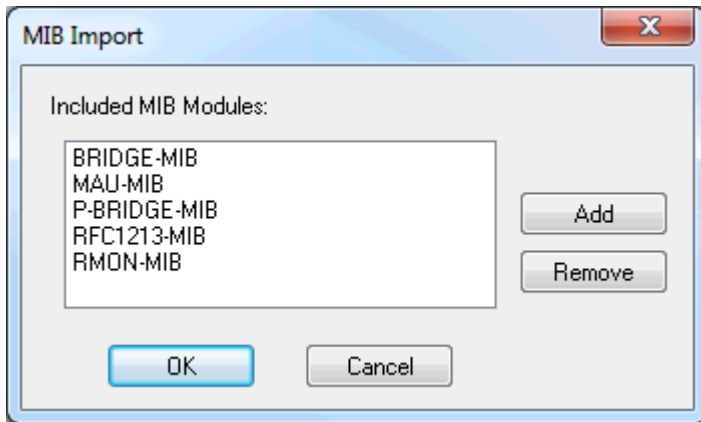 MIB Import
Included MIB Modules:
BRIDGE-MIB
MAU-MIB
P-BRIDGE-MIB
RFC1213-MIB
RMON-MIB
Add
Remove
OK
Cancel